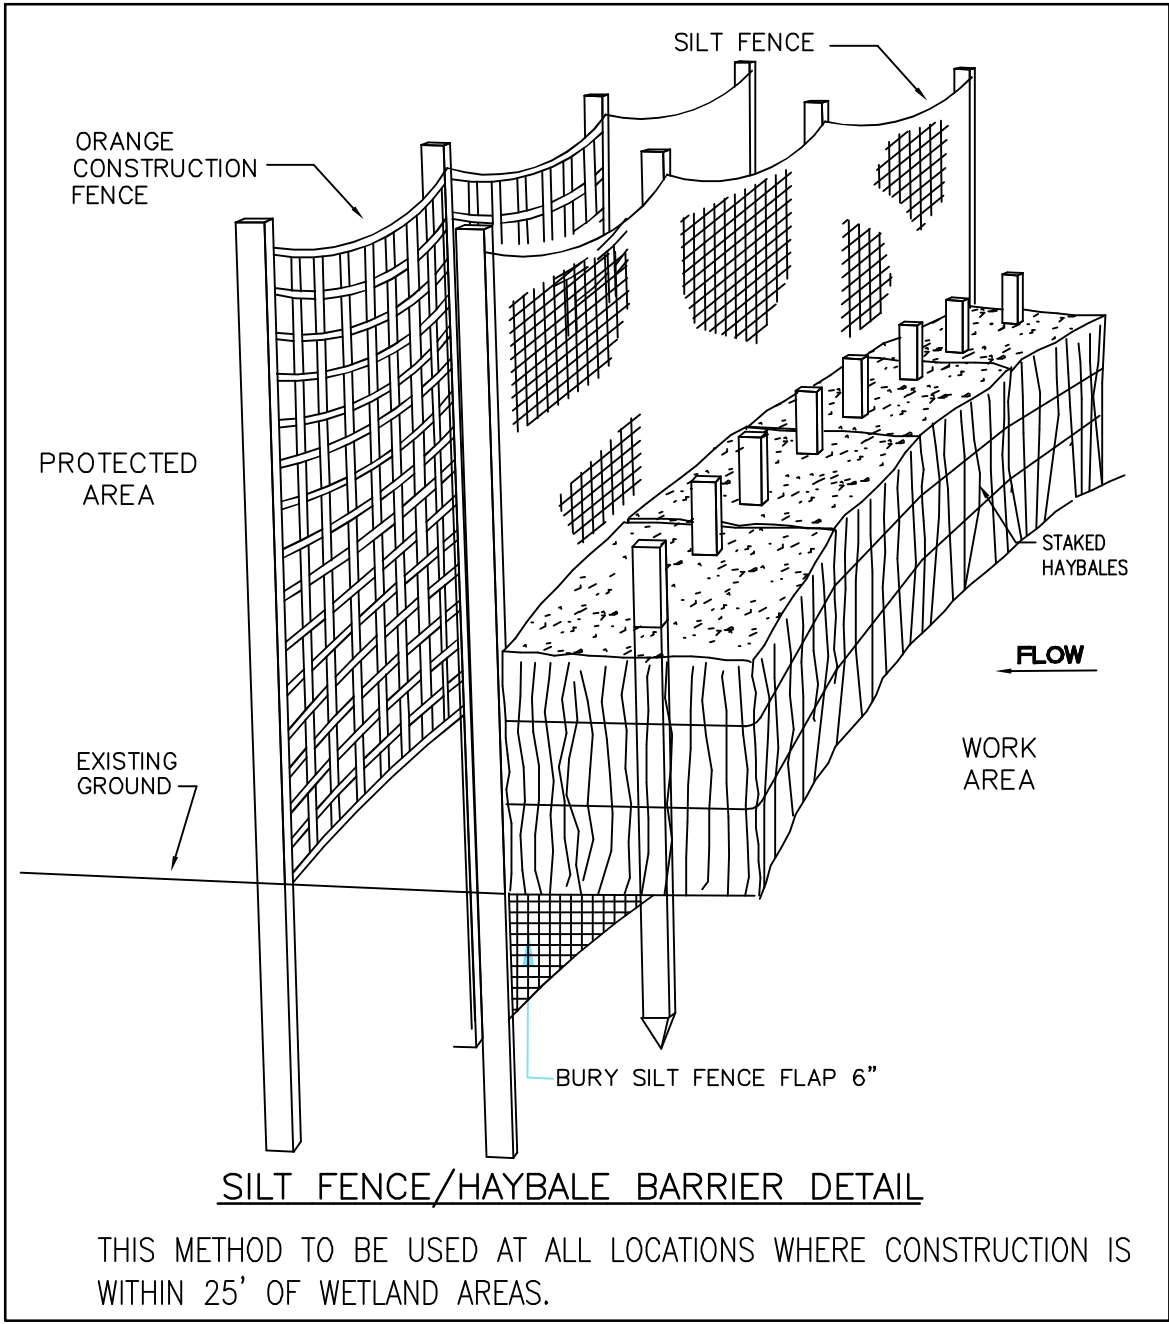 SILT FENCE
ORANGE
CONSTRUCTION
FENCE
PROTECTED
AREA
STAKED
HAYBALES
FLOW
WORK
AREA
EXISTING
GROUND
BURY SILT FENCE FLAP 6"
SILT FENCE/HAYBALE BARRIER DETAIL
THIS METHOD TO BE USED AT ALL LOCATIONS WHERE CONSTRUCTION IS
WITHIN 25' OF WETLAND AREAS.